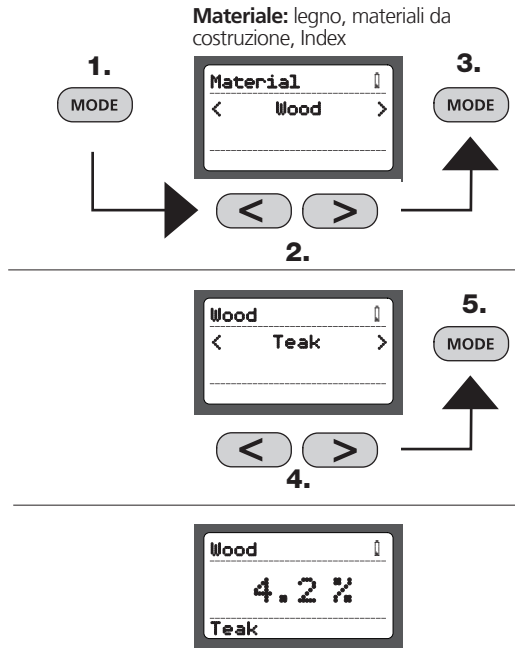 Materiale: legno, materiali da
costruzione, Index
1.
MODE
Material
< Wood >
3.
MODE
< >
2.
Wood
< Teak >
5.
MODE
< >
4.
Wood
4.2 %
Teak